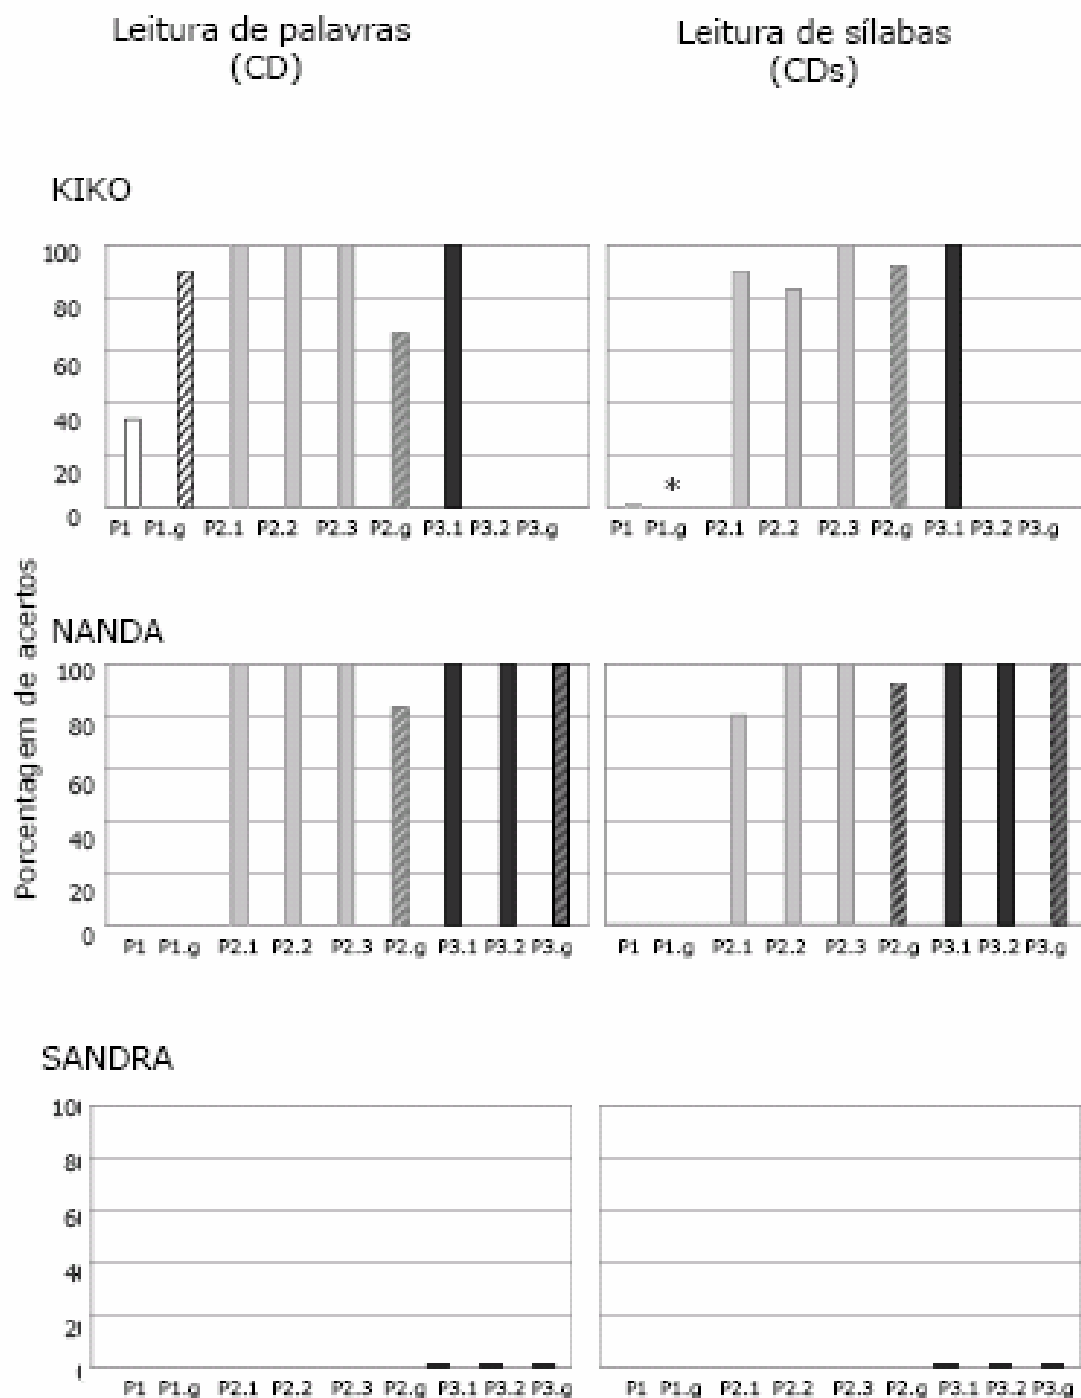 Leitura de palavras
(CD)
Leitura de sílabas
(CDs)
KIKO
100
80
60
40
20
0
*
P1 P1.g P2.1 P2.2 P2.3 P2.g P3.1 P3.2 P3.g
P1 P1.g P2.1 P2.2 P2.3 P2.g P3.1 P3.2 P3.g
Porcentagem de acertos
NANDA
100
80
60
40
20
0
P1 P1.g P2.1 P2.2 P2.3 P2.g P3.1 P3.2 P3.g
P1 P1.g P2.1 P2.2 P2.3 P2.g P3.1 P3.2 P3.g
SANDRA
P1 P1.g P2.1 P2.2 P2.3 P2.g P3.1 P3.2 P3.g
P1 P1.g P2.1 P2.2 P2.3 P2.g P3.1 P3.2 P3.g